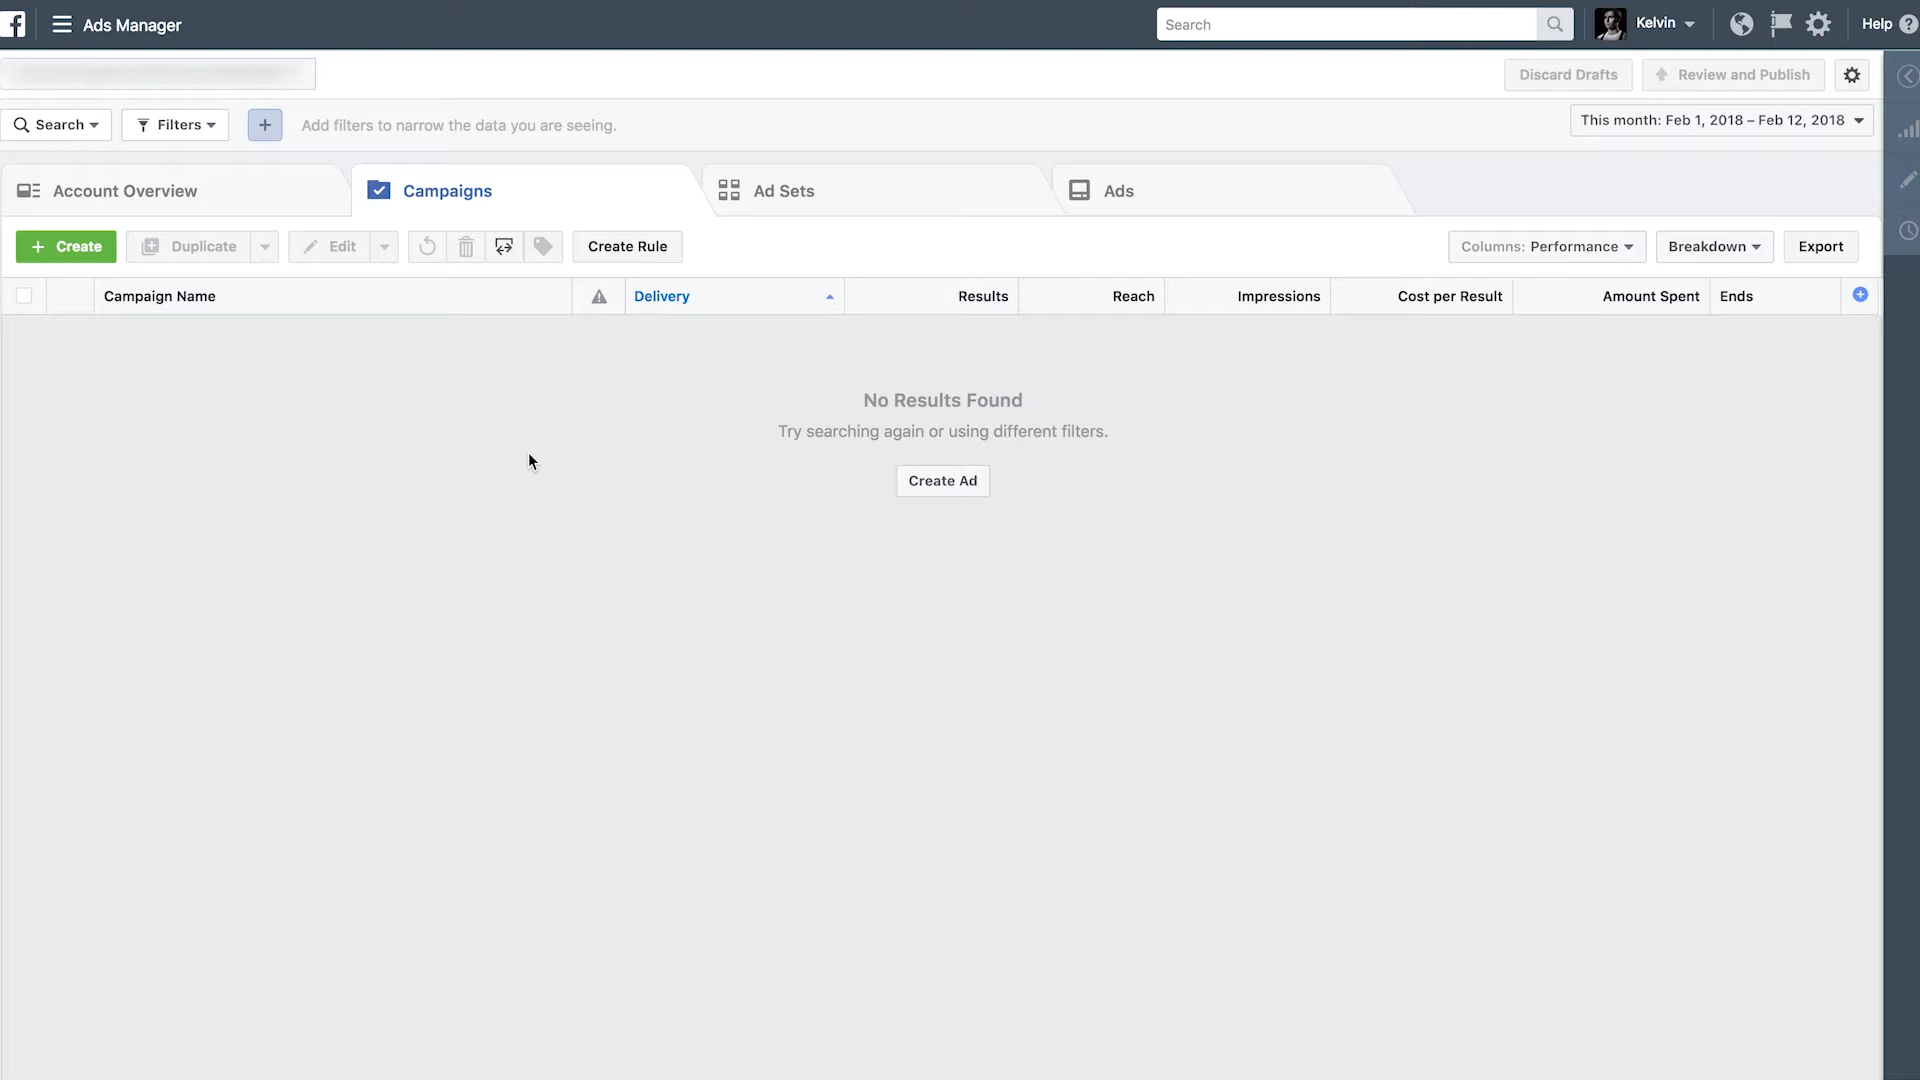 Ads Manager
Search
Kelvin
Help
Discard Drafts
Review and Publish
Search
Filters
Add filters to narrow the data you are seeing.
This month: Feb 1, 2018 – Feb 12, 2018
Account Overview
Campaigns
Ad Sets
Ads
+ Create
Duplicate
Edit
Create Rule
Columns: Performance
Breakdown
Export
Campaign Name
Delivery
Results
Reach
Impressions
Cost per Result
Amount Spent
Ends
No Results Found
Try searching again or using different filters.
Create Ad